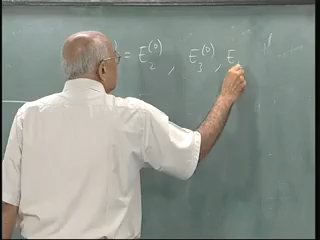 = E₂⁽⁰⁾, E₃⁽⁰⁾, E